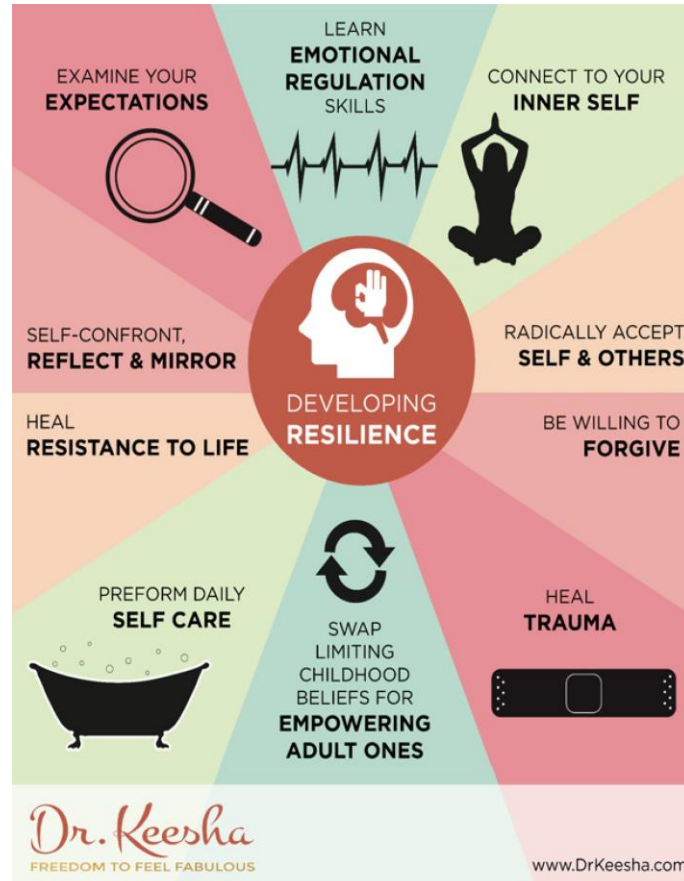 LEARN
EMOTIONAL
REGULATION
SKILLS
EXAMINE YOUR
EXPECTATIONS
CONNECT TO YOUR
INNER SELF
SELF-CONFRONT,
REFLECT & MIRROR
RADICALLY ACCEPT
SELF & OTHERS
DEVELOPING
RESILIENCE
HEAL
RESISTANCE TO LIFE
BE WILLING TO
FORGIVE
PREFORM DAILY
SELF CARE
SWAP
LIMITING
CHILDHOOD
BELIEFS FOR
EMPOWERING
ADULT ONES
HEAL
TRAUMA
Dr. Keesha
FREEDOM TO FEEL FABULOUS
www.DrKeesha.com